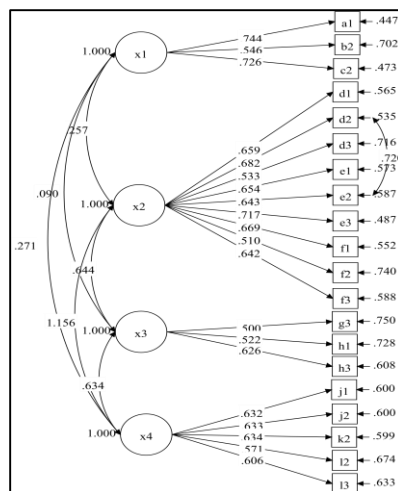 a1 .447
1.000 x1 .744
.546 b2 .702
.726 c2 .473
d1 .565
d2 .535
.257 d3 .716
.659 .720
.682 e1 .573
.090 .533
.654 e2 .587
1.000 x2 .643
.717 e3 .487
.271 .669
.510 f1 .552
.644 .642 f2 .740
f3 .588
1.156 .500 g3 .750
1.000 x3 .522 h1 .728
.626 h3 .608
.634 j1 .600
.632
.633 j2 .600
1.000 x4 .634 k2 .599
.571 l2 .674
.606 l3 .633